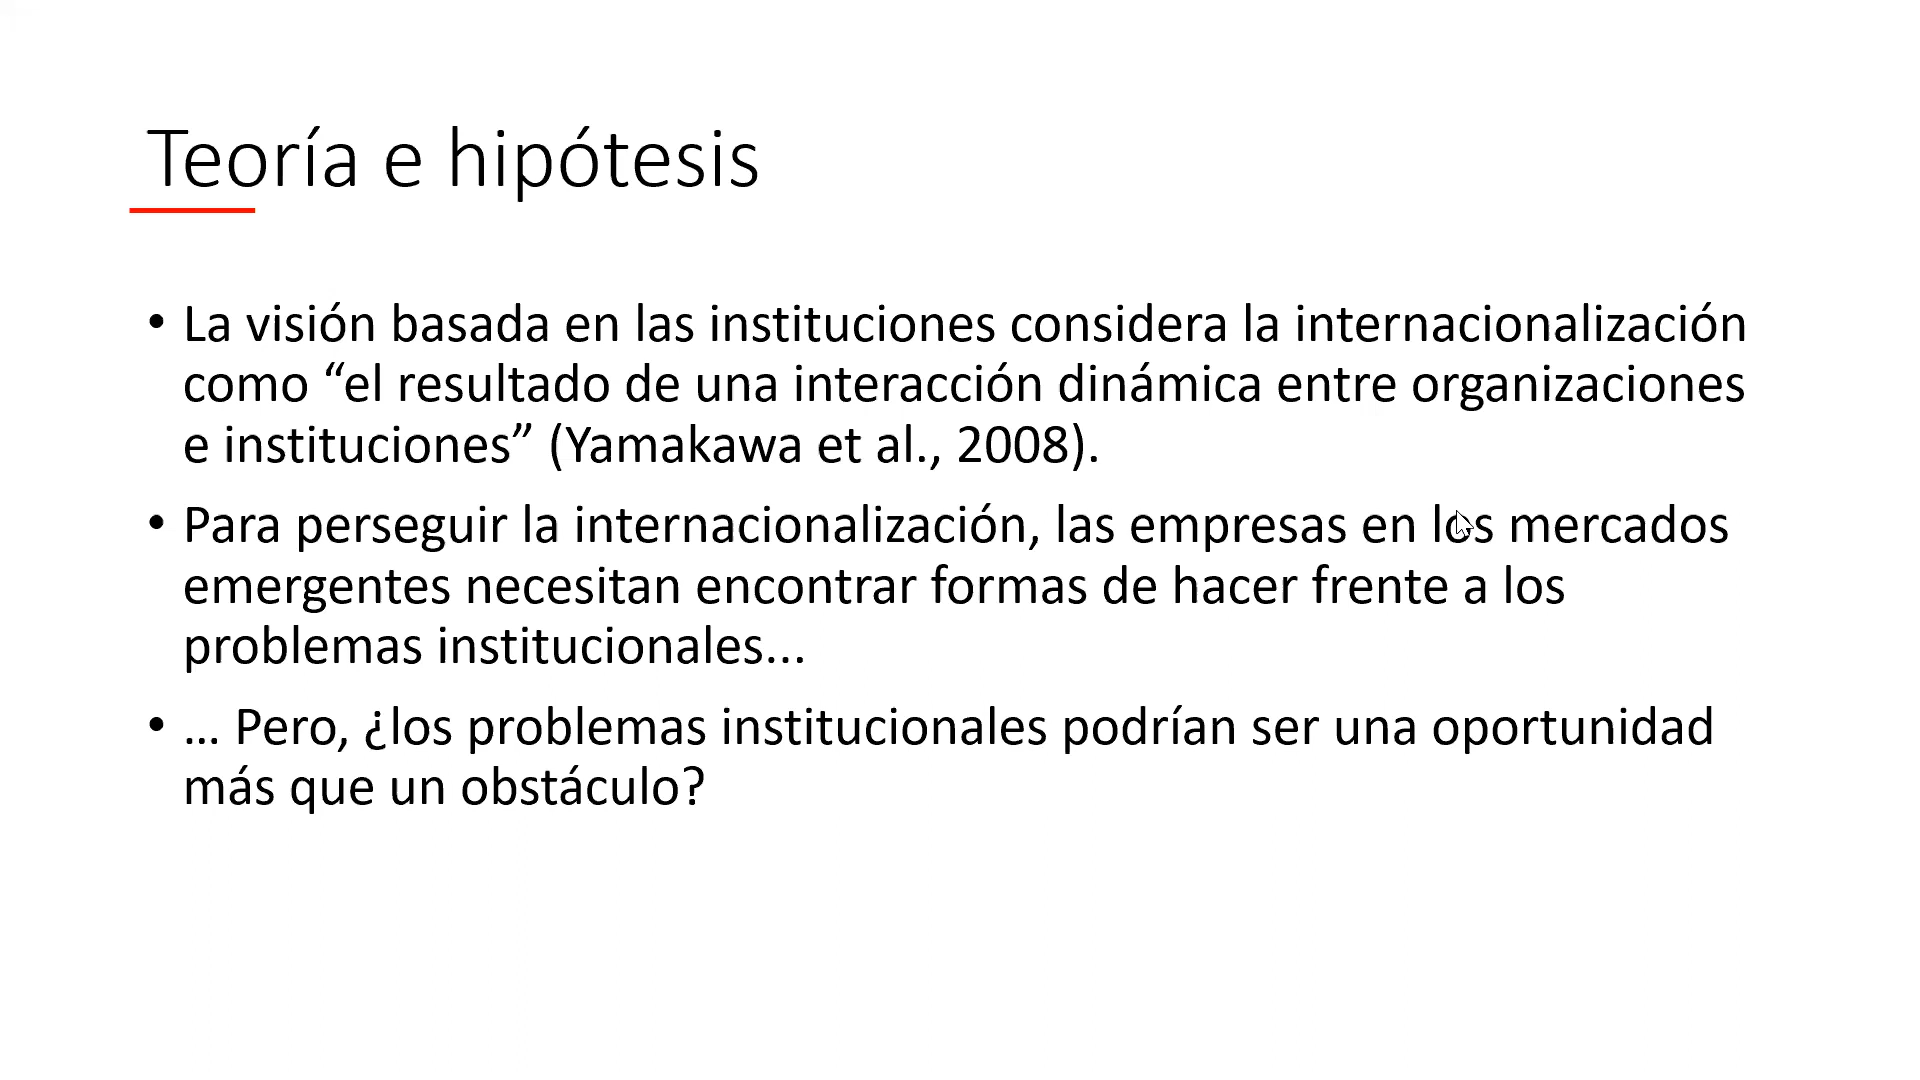 Teoría e hipótesis
• La visión basada en las instituciones considera la internacionalización
como “el resultado de una interacción dinámica entre organizaciones
e instituciones” (Yamakawa et al., 2008).
• Para perseguir la internacionalización, las empresas en los mercados
emergentes necesitan encontrar formas de hacer frente a los
problemas institucionales...
• … Pero, ¿los problemas institucionales podrían ser una oportunidad
más que un obstáculo?